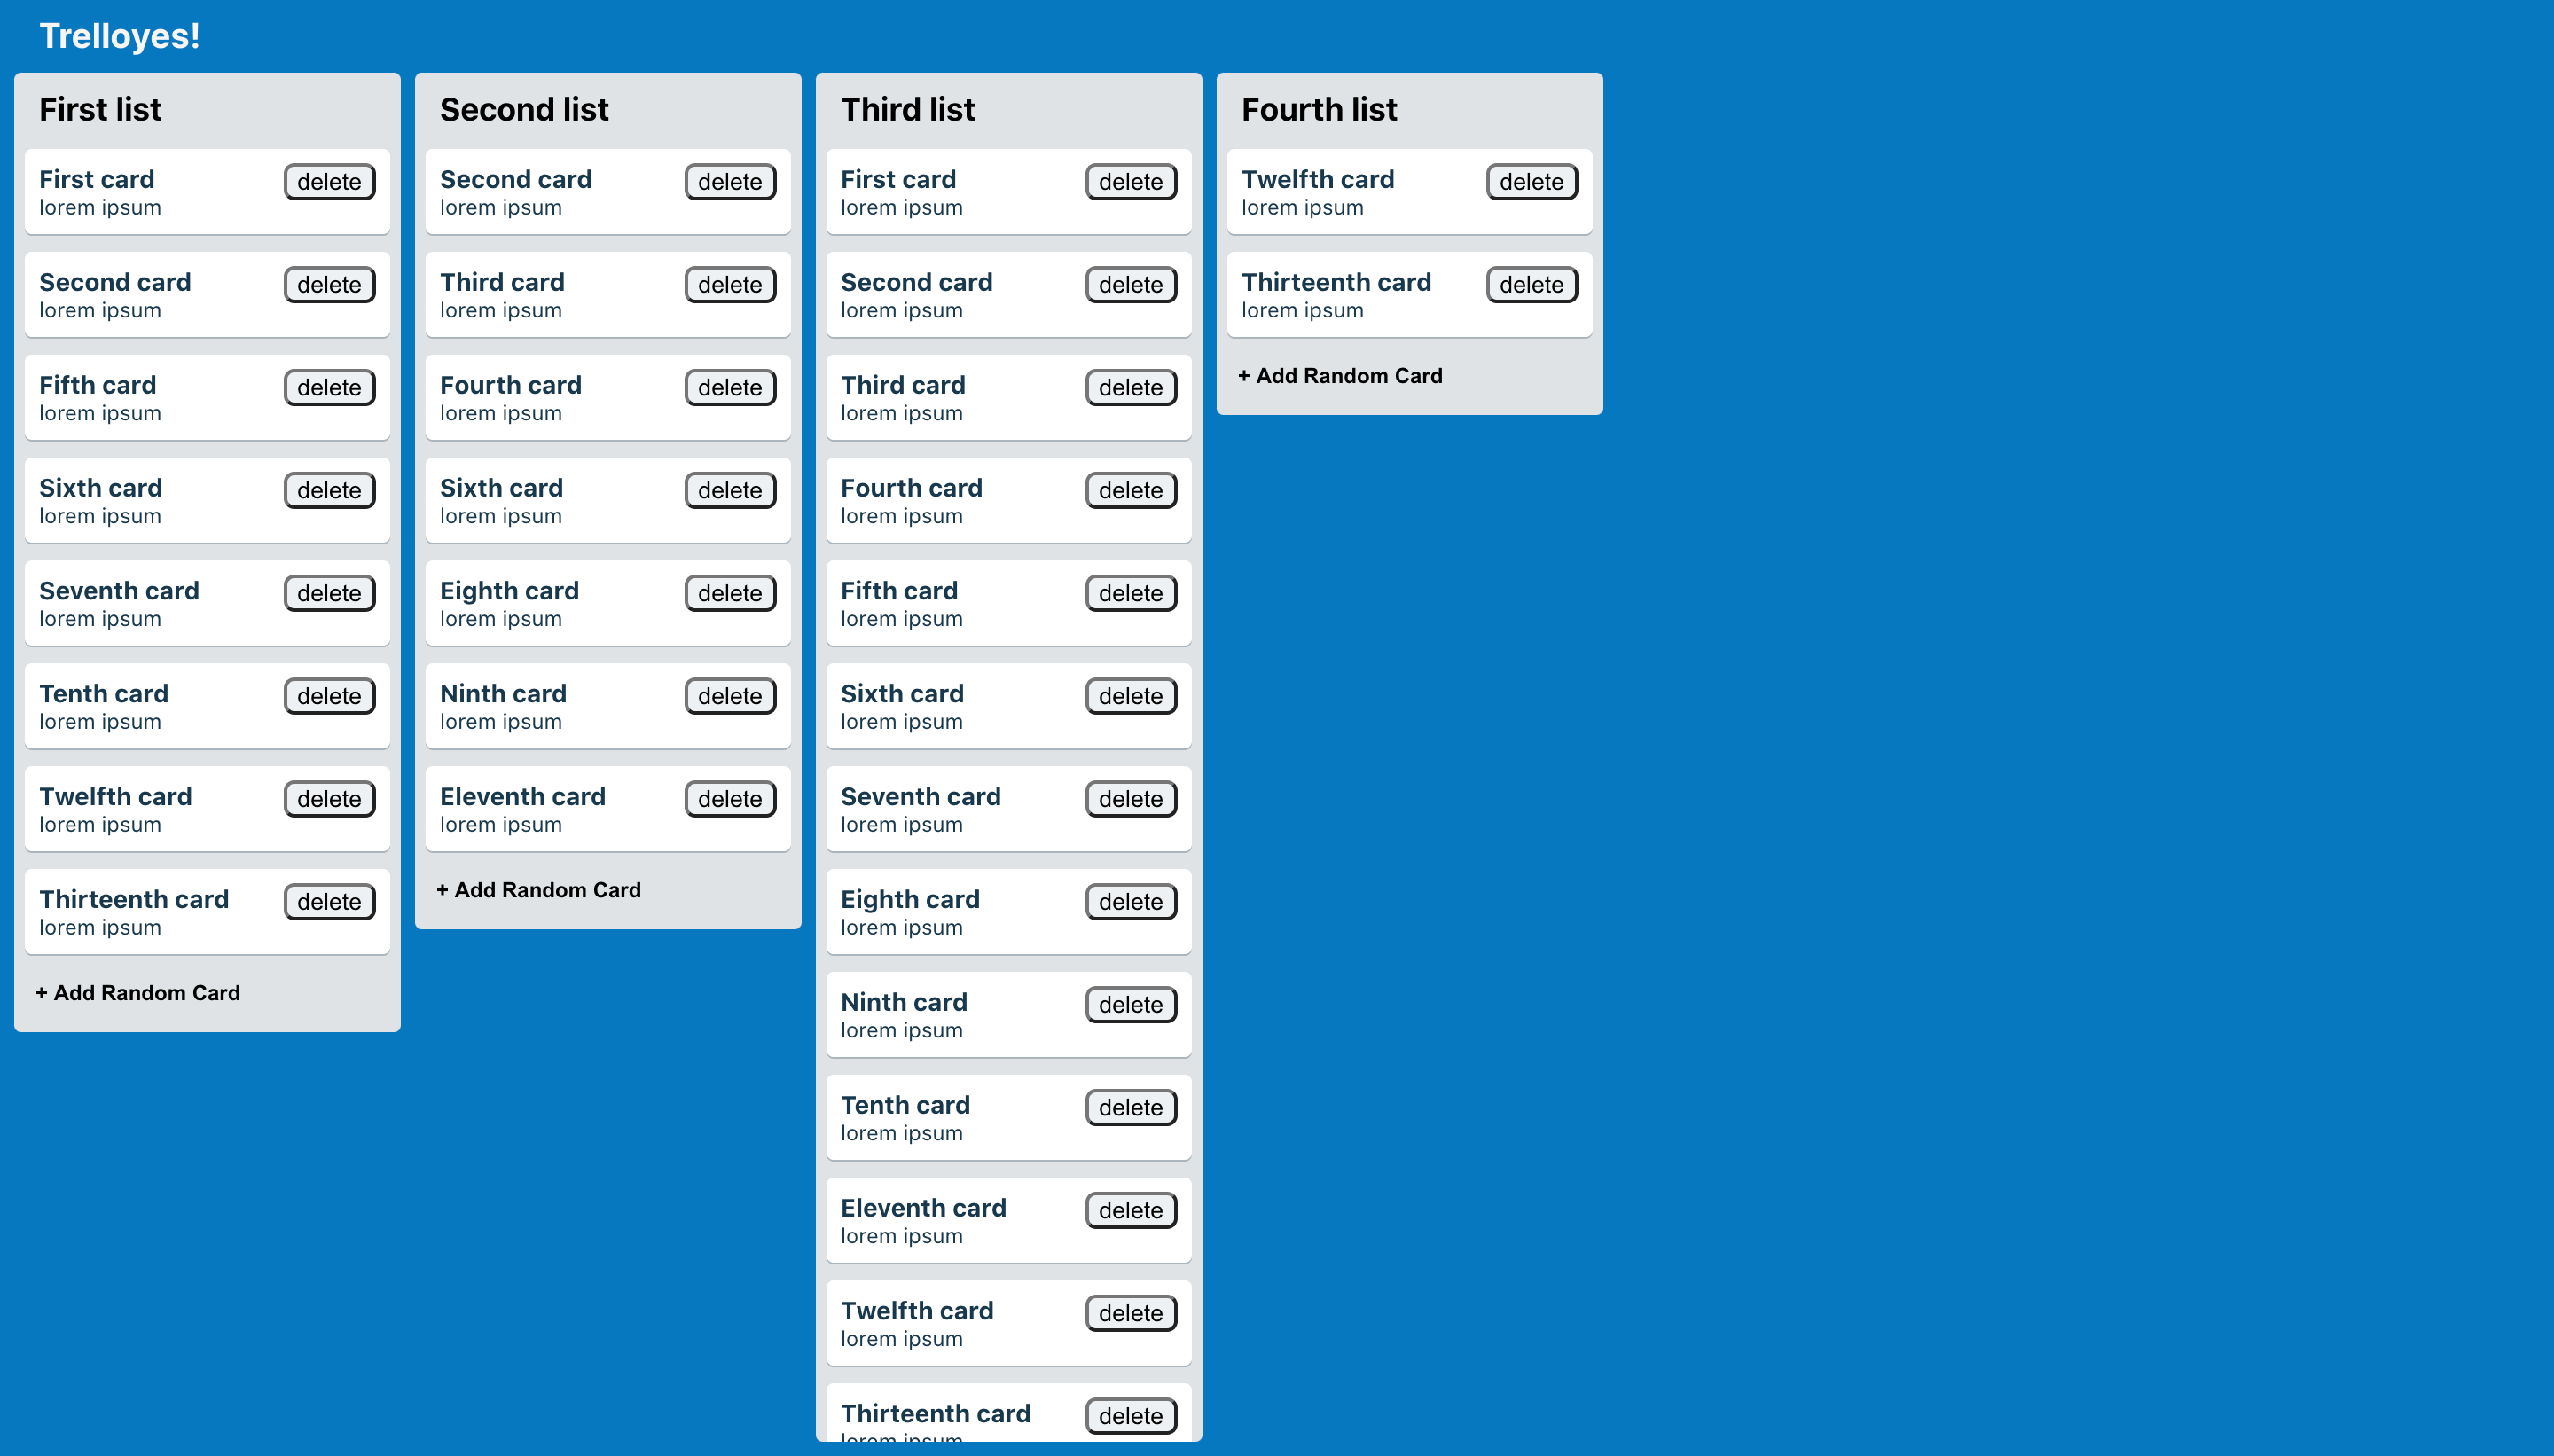 Trelloyes!
First list
First card
delete
lorem ipsum
Second card
delete
lorem ipsum
Fifth card
delete
lorem ipsum
Sixth card
delete
lorem ipsum
Seventh card
delete
lorem ipsum
Tenth card
delete
lorem ipsum
Twelfth card
delete
lorem ipsum
Thirteenth card
delete
lorem ipsum
+ Add Random Card
Second list
Second card
delete
lorem ipsum
Third card
delete
lorem ipsum
Fourth card
delete
lorem ipsum
Sixth card
delete
lorem ipsum
Eighth card
delete
lorem ipsum
Ninth card
delete
lorem ipsum
Eleventh card
delete
lorem ipsum
+ Add Random Card
Third list
First card
delete
lorem ipsum
Second card
delete
lorem ipsum
Third card
delete
lorem ipsum
Fourth card
delete
lorem ipsum
Fifth card
delete
lorem ipsum
Sixth card
delete
lorem ipsum
Seventh card
delete
lorem ipsum
Eighth card
delete
lorem ipsum
Ninth card
delete
lorem ipsum
Tenth card
delete
lorem ipsum
Eleventh card
delete
lorem ipsum
Twelfth card
delete
lorem ipsum
Thirteenth card
delete
lorem ipsum
Fourth list
Twelfth card
delete
lorem ipsum
Thirteenth card
delete
lorem ipsum
+ Add Random Card